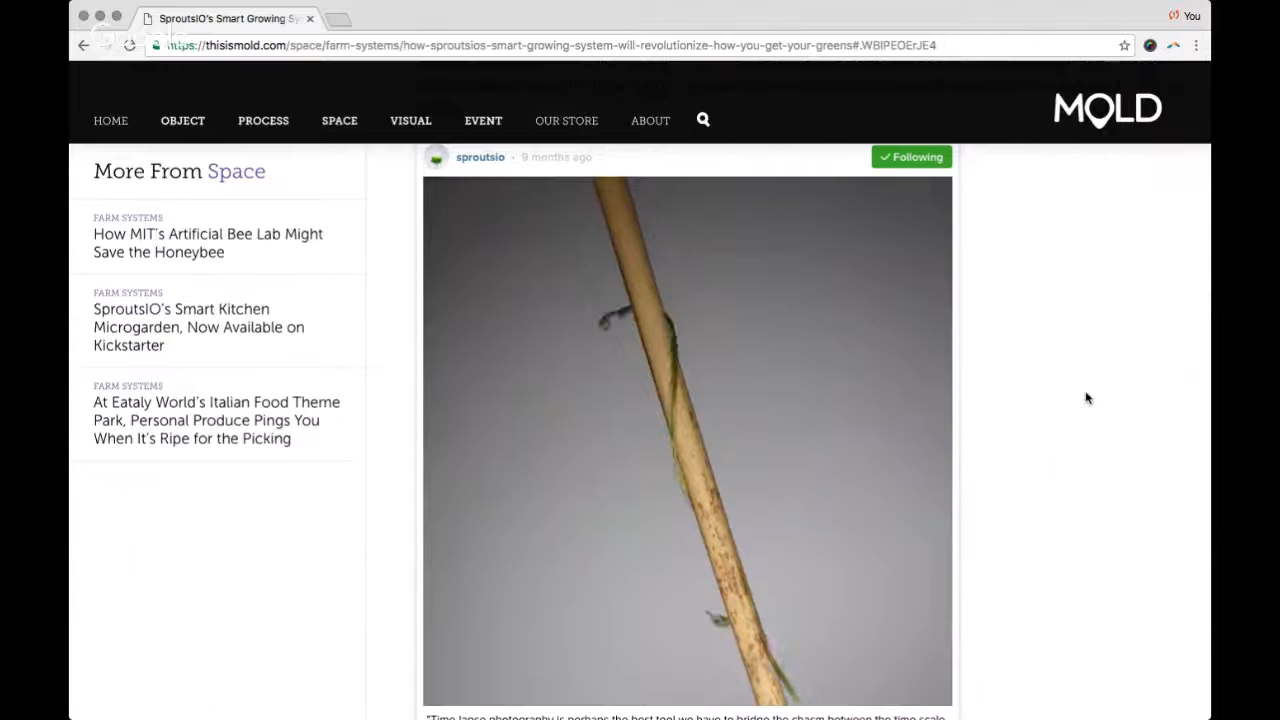 SproutsIO's Smart Growing Sy
You
https://thisismold.com/space/farm-systems/how-sproutsios-smart-growing-system-will-revolutionize-how-you-get-your-greens#.WBIPEOErJE4
HOME OBJECT PROCESS SPACE VISUAL EVENT OUR STORE ABOUT
MOLD
More From Space
FARM SYSTEMS
How MIT's Artificial Bee Lab Might
Save the Honeybee
FARM SYSTEMS
SproutsIO's Smart Kitchen
Microgarden, Now Available on
Kickstarter
FARM SYSTEMS
At Eataly World's Italian Food Theme
Park, Personal Produce Pings You
When It's Ripe for the Picking
sproutsio • 9 months ago
Following
"Time lapse photography is perhaps the best tool we have to bridge the chasm between the time scale